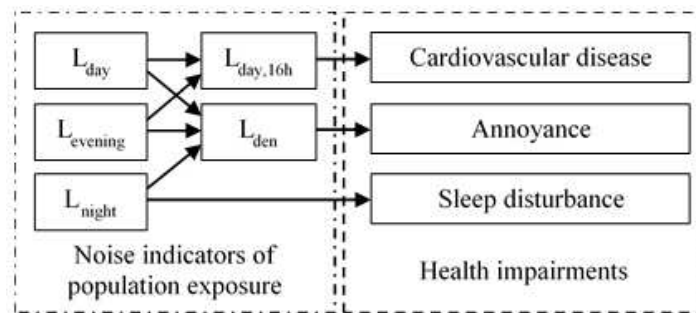 L_day
L_day,16h
Cardiovascular disease
L_evening
L_den
Annoyance
L_night
Sleep disturbance
Noise indicators of
population exposure
Health impairments